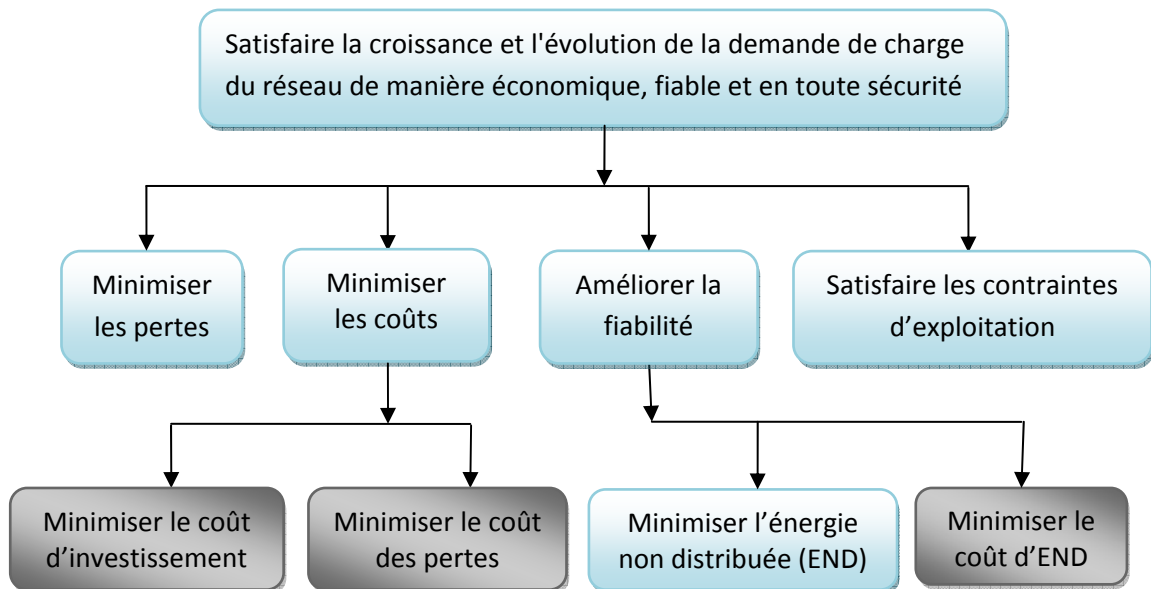 Satisfaire la croissance et l'évolution de la demande de charge
du réseau de manière économique, fiable et en toute sécurité
Minimiser
les pertes
Minimiser
les coûts
Améliorer la
fiabilité
Satisfaire les contraintes
d’exploitation
Minimiser le coût
d’investissement
Minimiser le coût
des pertes
Minimiser l’énergie
non distribuée (END)
Minimiser le
coût d’END